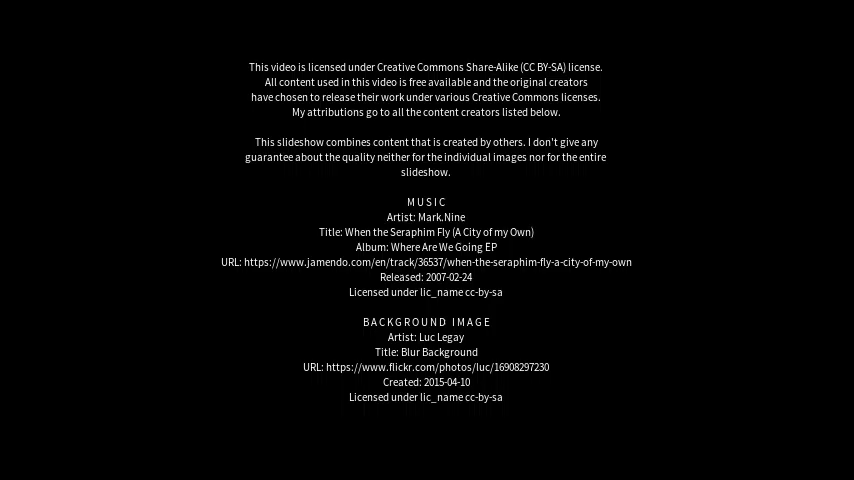 This video is licensed under Creative Commons Share-Alike (CC BY-SA) license.
All content used in this video is free available and the original creators
have chosen to release their work under various Creative Commons licenses.
My attributions go to all the content creators listed below.
This slideshow combines content that is created by others. I don't give any
guarantee about the quality neither for the individual images nor for the entire
slideshow.
MUSIC
Artist: Mark.Nine
Title: When the Seraphim Fly (A City of my Own)
Album: Where Are We Going EP
URL: https://www.jamendo.com/en/track/36537/when-the-seraphim-fly-a-city-of-my-own
Released: 2007-02-24
Licensed under lic_name cc-by-sa
BACKGROUND IMAGE
Artist: Luc Legay
Title: Blur Background
URL: https://www.flickr.com/photos/luc/16908297230
Created: 2015-04-10
Licensed under lic_name cc-by-sa